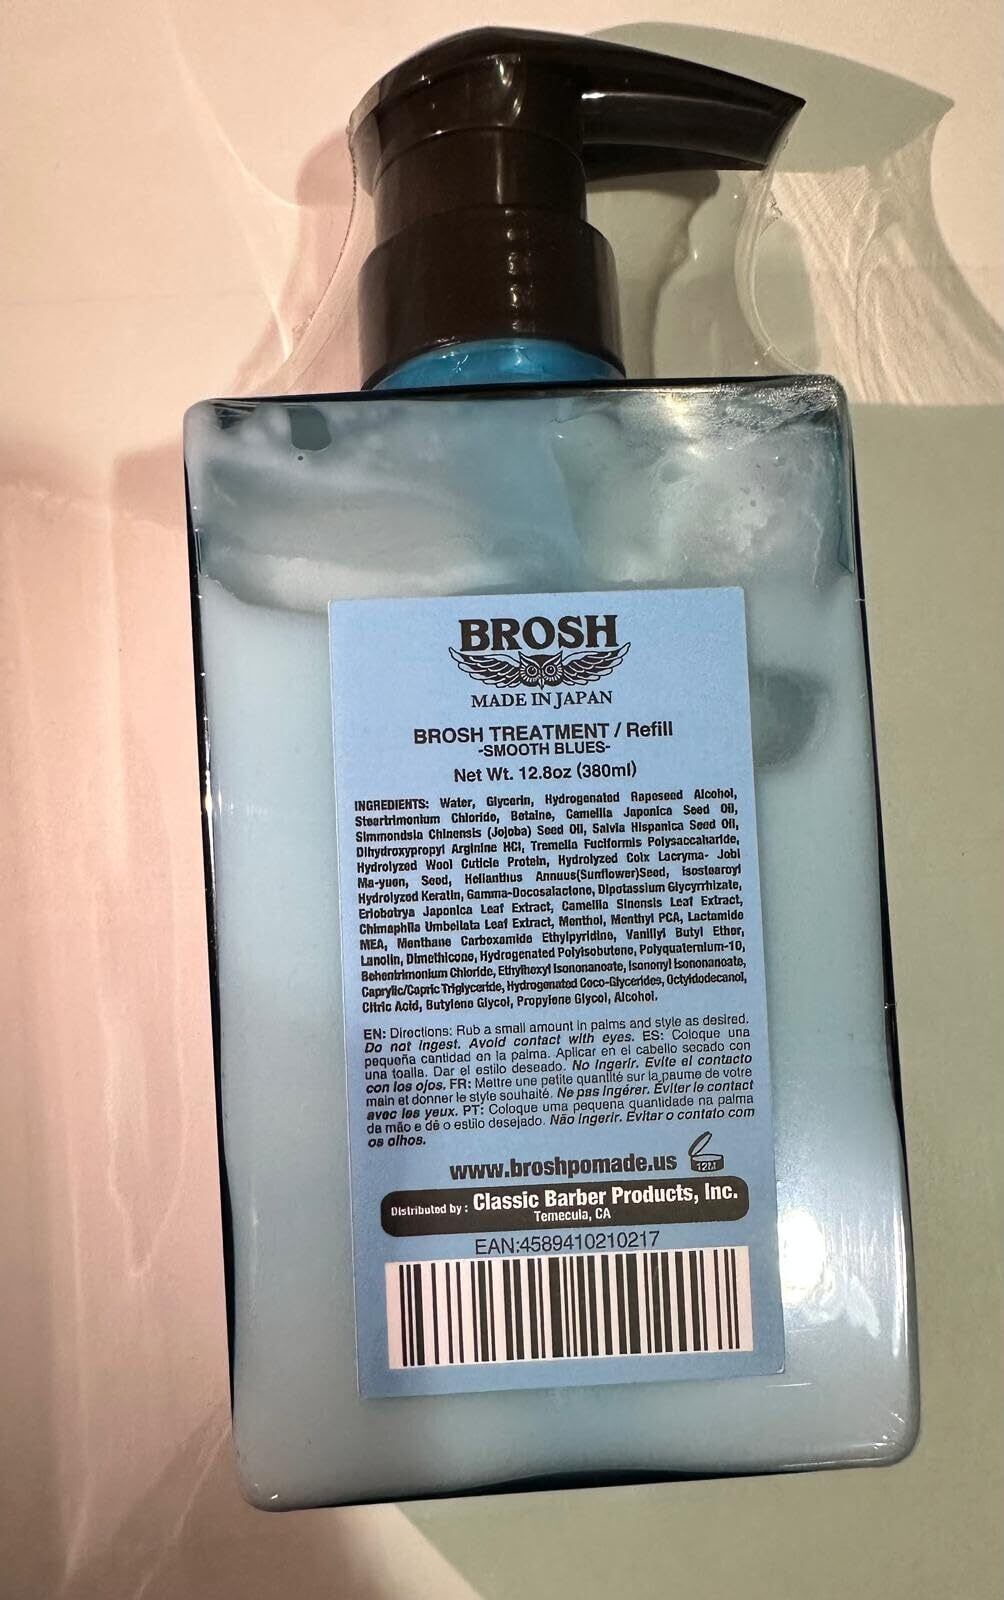 BROSH
MADE IN JAPAN
BROSH TREATMENT / Refill
-SMOOTH BLUES-
Net Wt. 12.8oz (380ml)
INGREDIENTS: Water, Glycerin, Hydrogenated Rapeseed Alcohol,
Steartrimonium Chloride, Betaine, Camellia Japonica Seed Oil,
Simmondsia Chinensis (Jojoba) Seed Oil, Salvia Hispanica Seed Oil,
Dihydroxypropyl Arginine HCl, Tremella Fuciformis Polysaccharide,
Hydrolyzed Wool Cuticle Protein, Hydrolyzed Coix Lacryma- Jobi
Ma-yuen, Seed, Helianthus Annuus(Sunflower)Seed, Isostearoyl
Hydrolyzed Keratin, Gamma-Docosalactone, Dipotassium Glycyrrhizate,
Eriobotrya Japonica Leaf Extract, Camellia Sinensis Leaf Extract,
Chimaphila Umbellata Leaf Extract, Menthol, Menthyl PCA, Lactamide
MEA, Menthane Carboxamide Ethylpyridine, Vanillyl Butyl Ether,
Lanolin, Dimethicone, Hydrogenated Polyisobutene, Polyquaternium-10,
Behentrimonium Chloride, Ethylhexyl Isononanoate, Isononyl Isononanoate,
Caprylic/Capric Triglyceride, Hydrogenated Coco-Glycerides, Octyldodecanol,
Citric Acid, Butylene Glycol, Propylene Glycol, Alcohol.
EN: Directions: Rub a small amount in palms and style as desired.
Do not ingest. Avoid contact with eyes. ES: Coloque una
pequeña cantidad en la palma. Aplicar en el cabello secado con
una toalla. Dar el estilo deseado. No ingerir. Evite el contacto
con los ojos. FR: Mettre une petite quantité sur la paume de votre
main et donner le style souhaité. Ne pas Ingérer. Éviter le contact
avec les yeux. PT: Coloque uma pequena quantidade na palma
da mão e dê o estilo desejado. Não ingerir. Evitar o contato com
os olhos.
www.broshpomade.us
12M
Distributed by : Classic Barber Products, Inc.
Temecula, CA
EAN:4589410210217